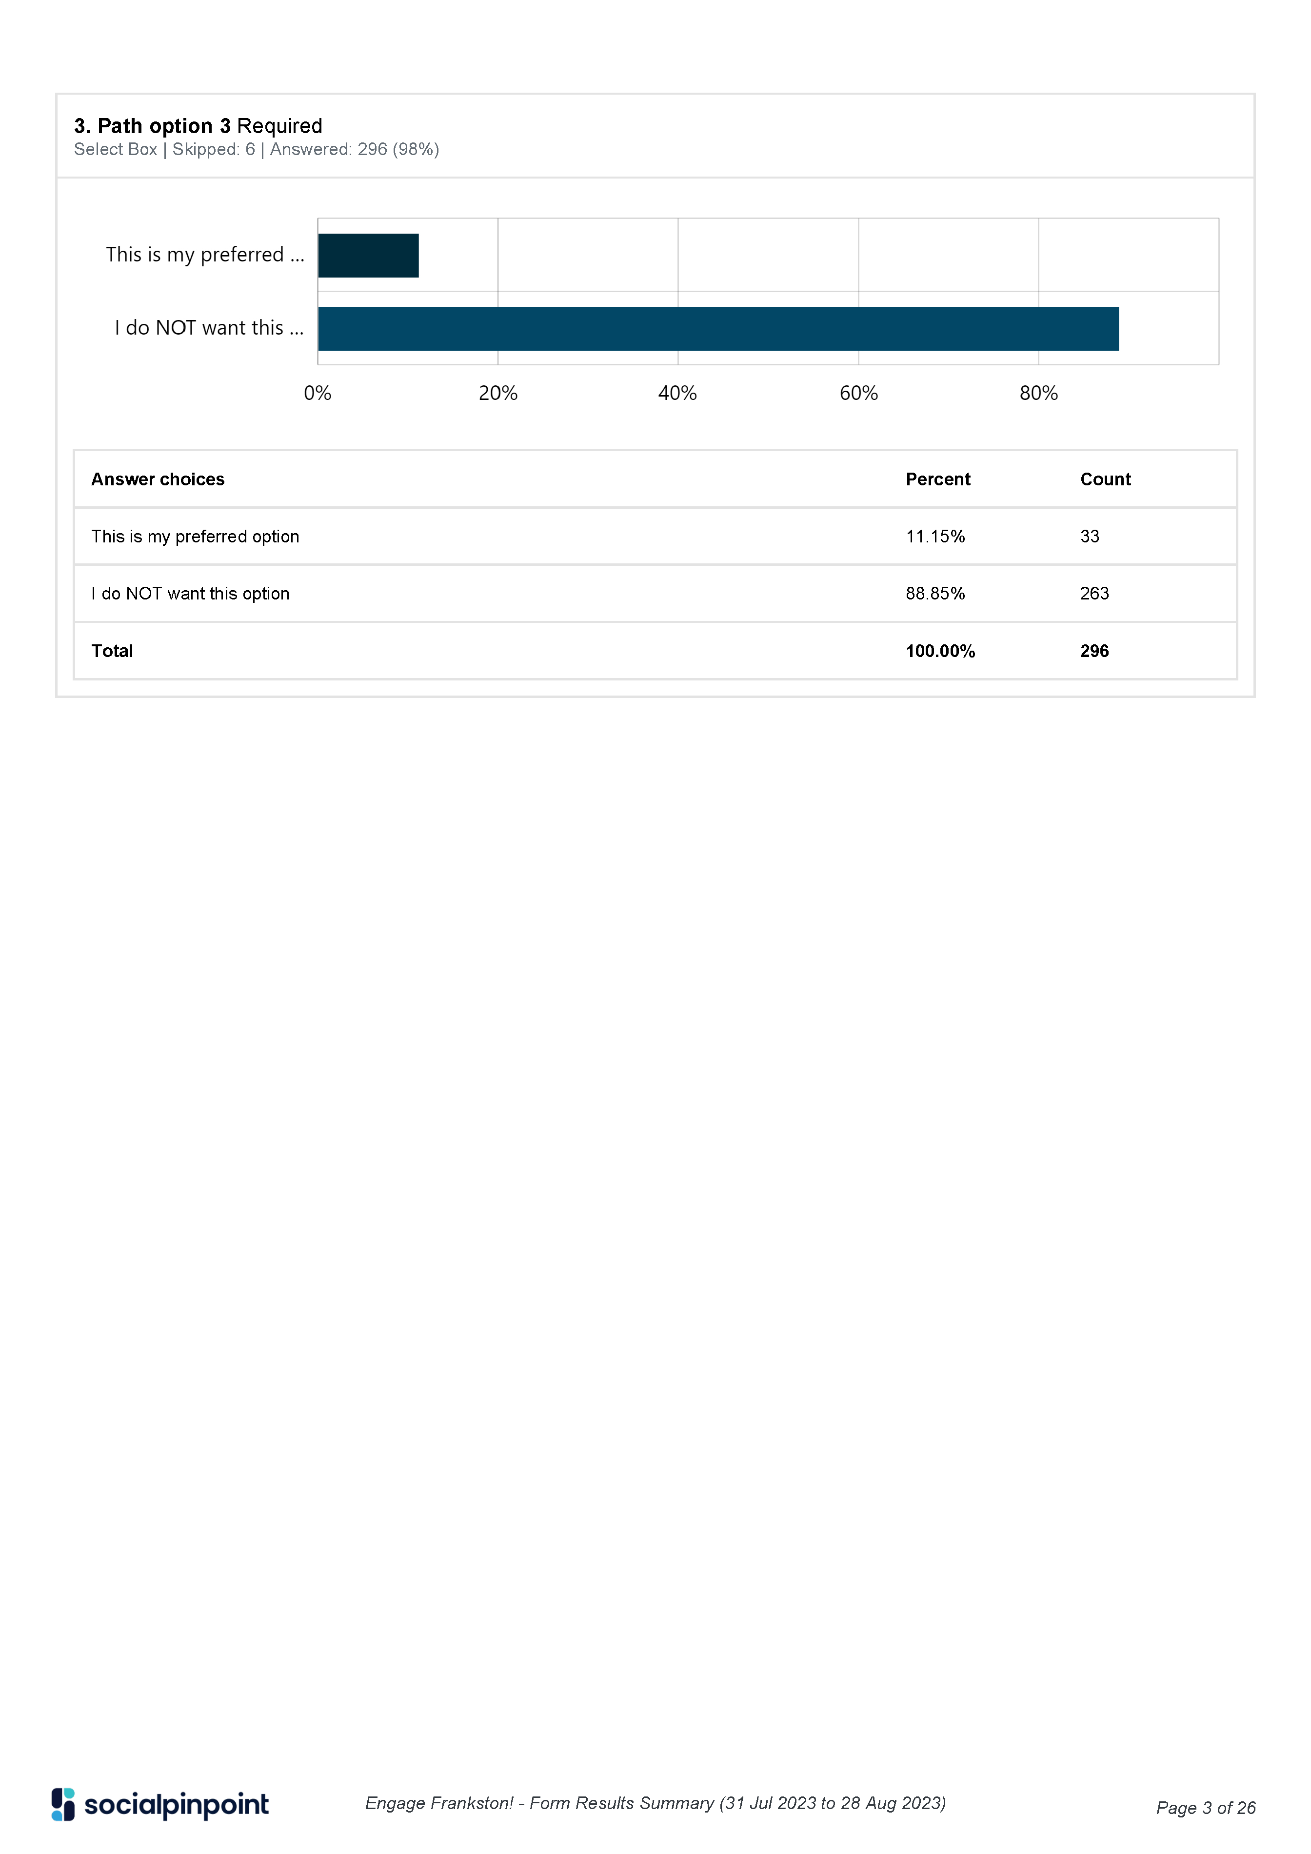 3. Path option 3 Required
Select Box | Skipped: 6 | Answered: 296 (98%)
This is my preferred ...
I do NOT want this ...
0% 20% 40% 60% 80%
Answer choices Percent Count
This is my preferred option 11.15% 33
I do NOT want this option 88.85% 263
Total 100.00% 296
socialpinpoint Engage Frankston! - Form Results Summary (31 Jul 2023 to 28 Aug 2023) Page 3 of 26